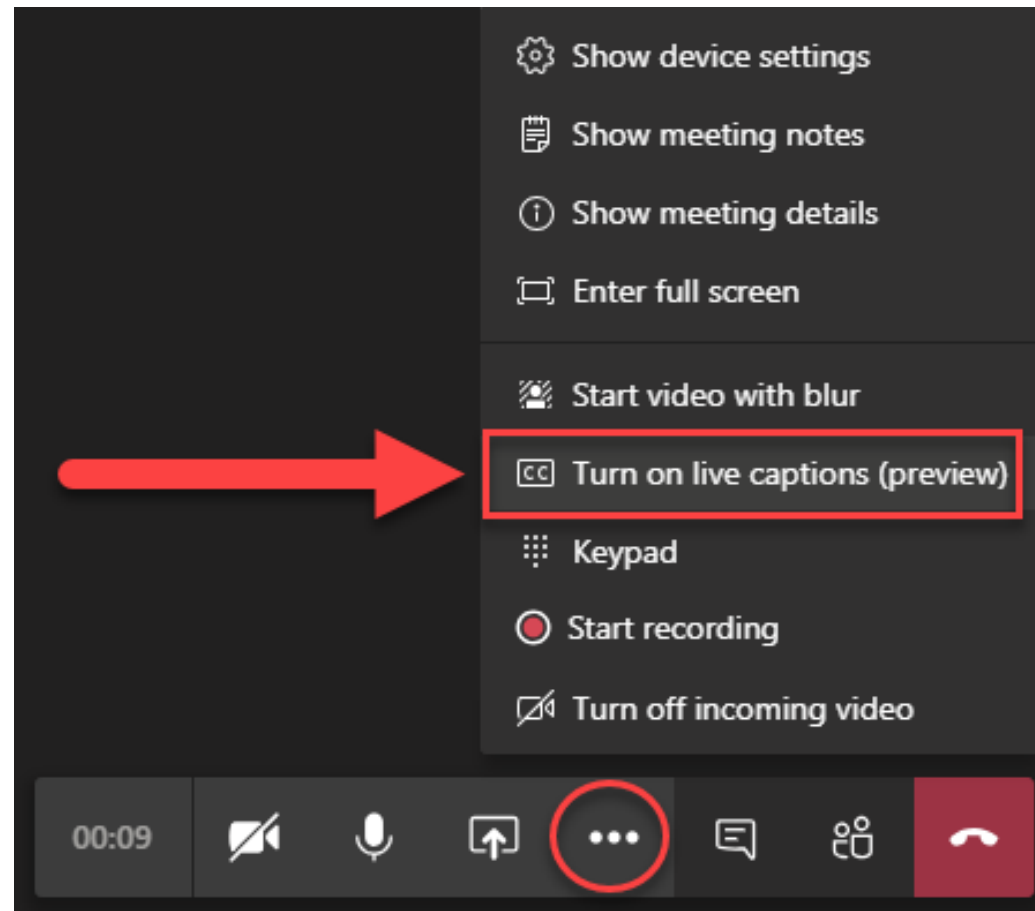 Show device settings
Show meeting notes
Show meeting details
Enter full screen
Start video with blur
CC Turn on live captions (preview)
Keypad
Start recording
Turn off incoming video
00:09